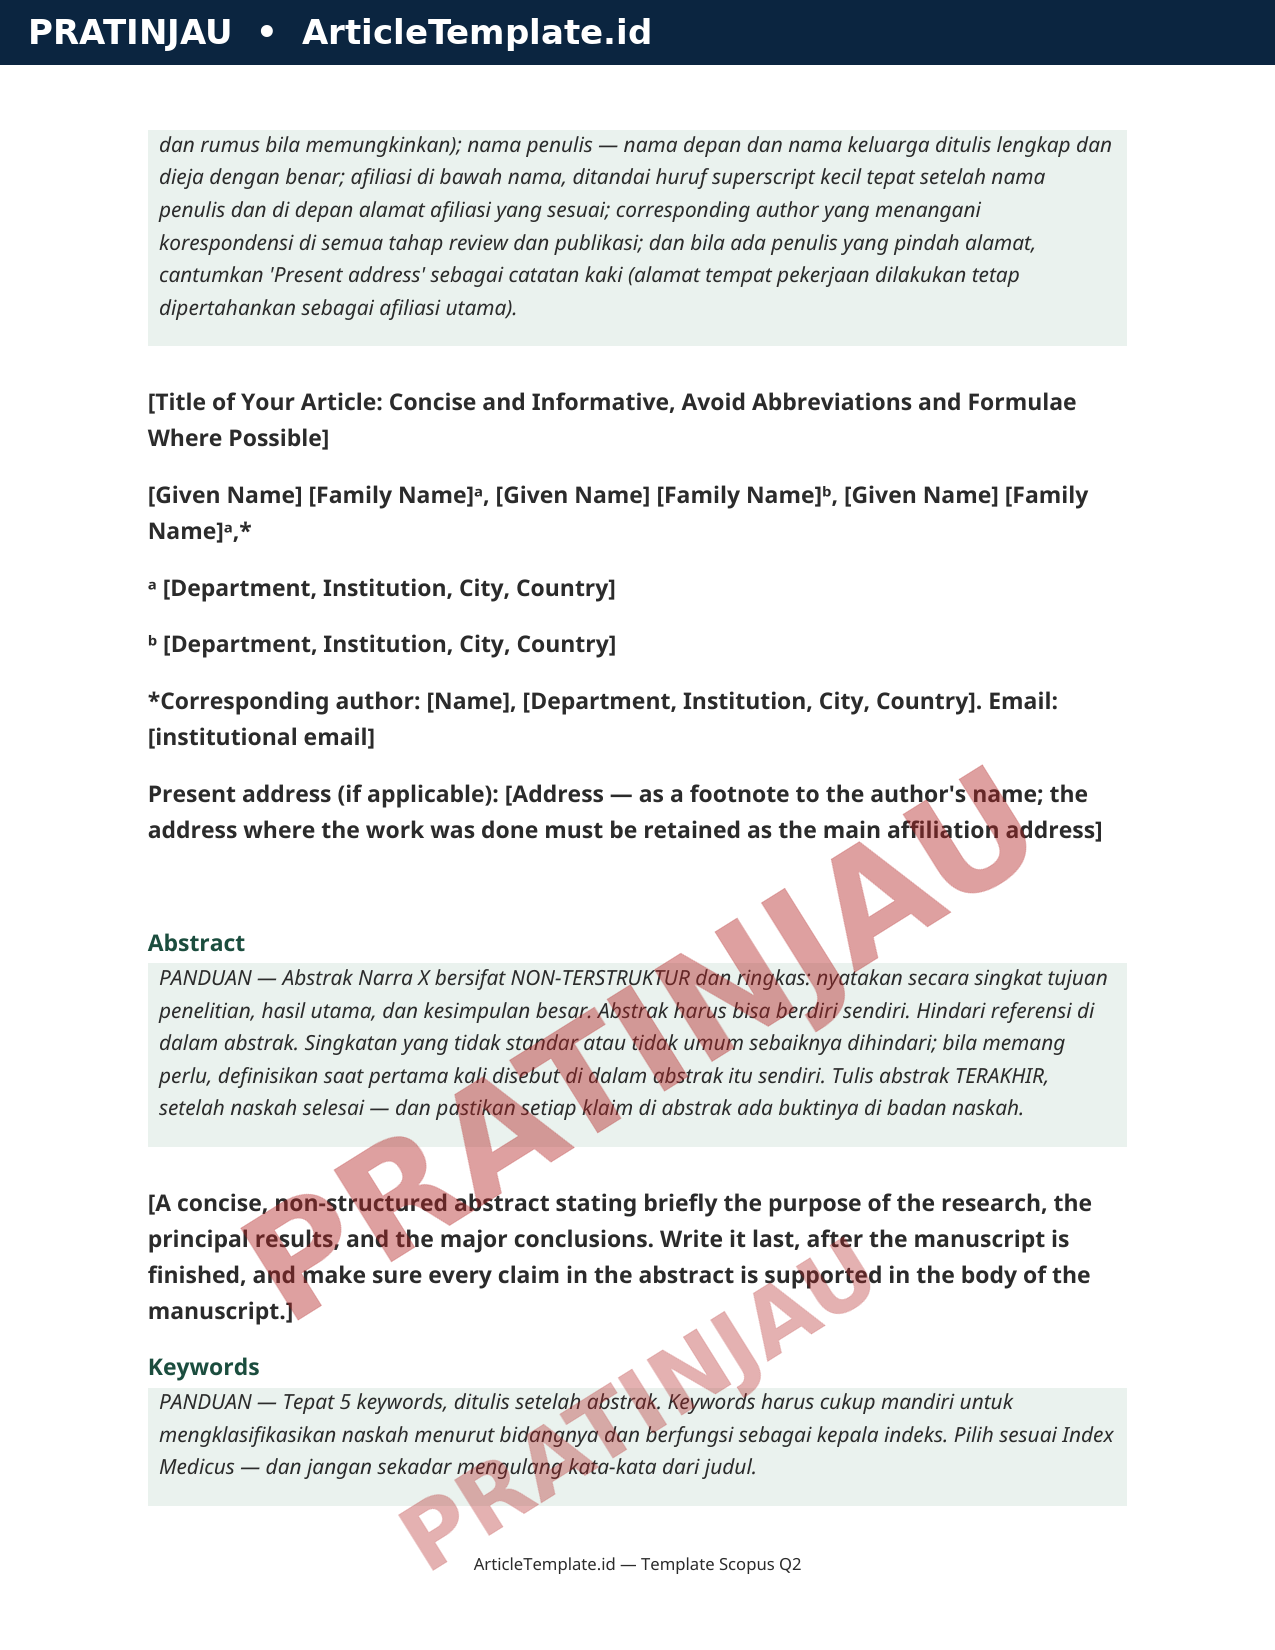 PRATINJAU • ArticleTemplate.id
dan rumus bila memungkinkan); nama penulis — nama depan dan nama keluarga ditulis lengkap dan
dieja dengan benar; afiliasi di bawah nama, ditandai huruf superscript kecil tepat setelah nama
penulis dan di depan alamat afiliasi yang sesuai; corresponding author yang menangani
korespondensi di semua tahap review dan publikasi; dan bila ada penulis yang pindah alamat,
cantumkan 'Present address' sebagai catatan kaki (alamat tempat pekerjaan dilakukan tetap
dipertahankan sebagai afiliasi utama).
[Title of Your Article: Concise and Informative, Avoid Abbreviations and Formulae
Where Possible]
[Given Name] [Family Name]ᵃ, [Given Name] [Family Name]ᵇ, [Given Name] [Family
Name]ᵃ,*
ᵃ [Department, Institution, City, Country]
ᵇ [Department, Institution, City, Country]
*Corresponding author: [Name], [Department, Institution, City, Country]. Email:
[institutional email]
Present address (if applicable): [Address — as a footnote to the author's name; the
address where the work was done must be retained as the main affiliation address]
Abstract
PANDUAN — Abstrak Narra X bersifat NON-TERSTRUKTUR dan ringkas: nyatakan secara singkat tujuan
penelitian, hasil utama, dan kesimpulan besar. Abstrak harus bisa berdiri sendiri. Hindari referensi di
dalam abstrak. Singkatan yang tidak standar atau tidak umum sebaiknya dihindari; bila memang
perlu, definisikan saat pertama kali disebut di dalam abstrak itu sendiri. Tulis abstrak TERAKHIR,
setelah naskah selesai — dan pastikan setiap klaim di abstrak ada buktinya di badan naskah.
[A concise, non-structured abstract stating briefly the purpose of the research, the
principal results, and the major conclusions. Write it last, after the manuscript is
finished, and make sure every claim in the abstract is supported in the body of the
manuscript.]
Keywords
PANDUAN — Tepat 5 keywords, ditulis setelah abstrak. Keywords harus cukup mandiri untuk
mengklasifikasikan naskah menurut bidangnya dan berfungsi sebagai kepala indeks. Pilih sesuai Index
Medicus — dan jangan sekadar mengulang kata-kata dari judul.
PRATINJAU
PRATINJAU
ArticleTemplate.id — Template Scopus Q2